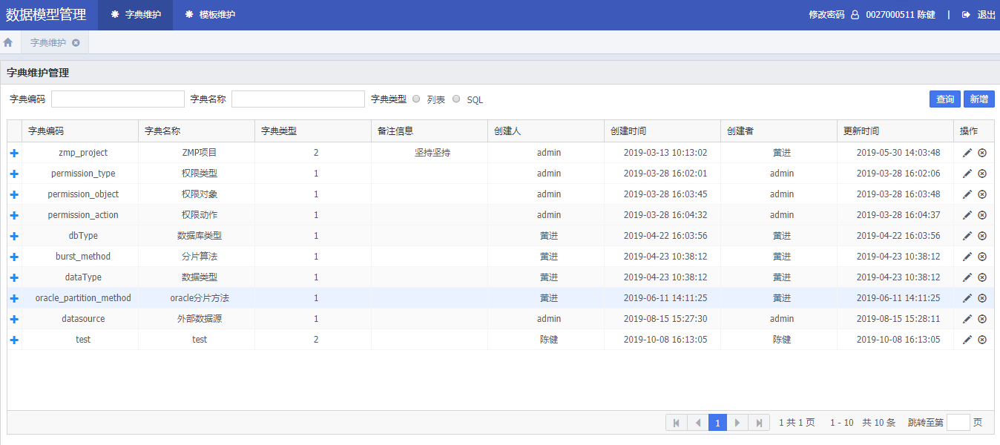 数据模型管理 字典维护 模板维护 修改密码 0027000511 陈健 | 退出
字典维护
字典维护管理
字典编码 字典名称 字典类型 列表 SQL 查询 新增
字典编码 字典名称 字典类型 备注信息 创建人 创建时间 创建者 更新时间 操作
zmp_project ZMP项目 2 坚持坚持 admin 2019-03-13 10:13:02 黄进 2019-05-30 14:03:48
permission_type 权限类型 1 admin 2019-03-28 16:02:01 admin 2019-03-28 16:02:06
permission_object 权限对象 1 admin 2019-03-28 16:03:45 admin 2019-03-28 16:03:48
permission_action 权限动作 1 admin 2019-03-28 16:04:32 admin 2019-03-28 16:04:37
dbType 数据库类型 1 黄进 2019-04-22 16:03:56 黄进 2019-04-22 16:03:56
burst_method 分片算法 1 黄进 2019-04-23 10:38:12 黄进 2019-04-23 10:38:12
dataType 数据类型 1 黄进 2019-04-23 10:38:12 黄进 2019-04-23 10:38:12
oracle_partition_method oracle分片方法 1 黄进 2019-06-11 14:11:25 黄进 2019-06-11 14:11:25
datasource 外部数据源 1 admin 2019-08-15 15:27:30 admin 2019-08-15 15:28:11
test test 2 陈健 2019-10-08 16:13:05 陈健 2019-10-08 16:13:05
1 1 共 1 页 1 - 10 共 10 条 跳转至第 页